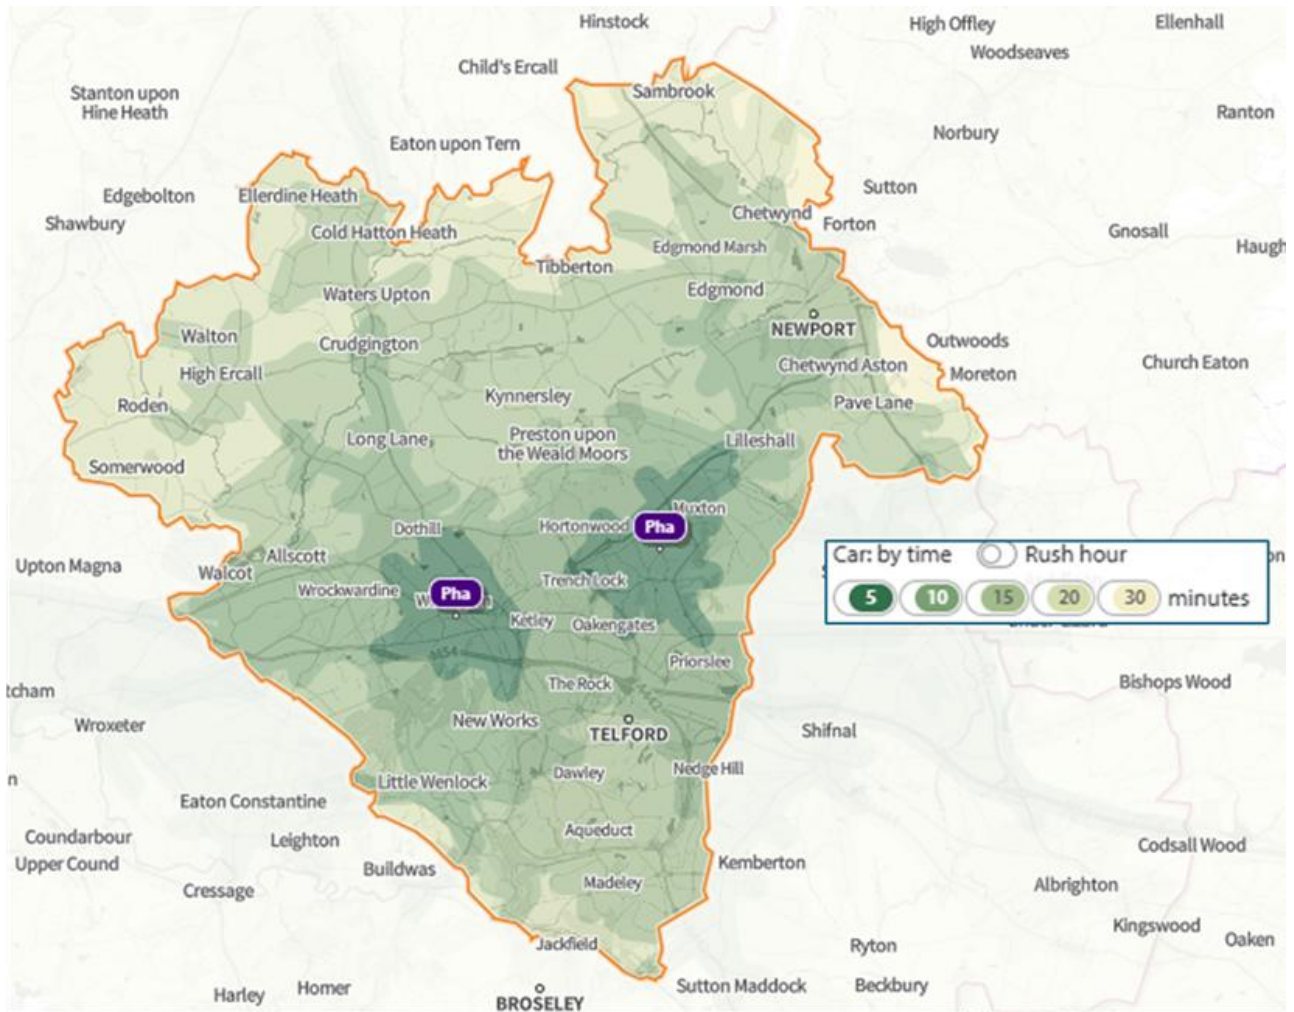 Hinstock
High Offley
Ellenhall
Woodseaves
Child's Ercall
Stanton upon
Hine Heath
Sambrook
Ranton
Norbury
Eaton upon Tern
Edgebolton
Ellerdine Heath
Sutton
Shawbury
Chetwynd
Forton
Cold Hatton Heath
Gnosall
Haugh
Edgmond Marsh
Tibberton
Waters Upton
Edgmond
NEWPORT
Walton
Crudgington
Outwoods
Chetwynd Aston
Church Eaton
High Ercall
Moreton
Kynnersley
Roden
Pave Lane
Long Lane
Preston upon
the Weald Moors
Lilleshall
Somerwood
Muxton
Dothill
Hortonwood
Pha
Allscott
Upton Magna
Walcot
Trench Lock
Wrockwardine
Pha
Ketley
Oakengates
Car: by time
Rush hour
5 10 15 20 30 minutes
M54
Priorslee
The Rock
Bishops Wood
tcham
Wroxeter
New Works
TELFORD
Shifnal
Dawley
Nedge Hill
n
Little Wenlock
Eaton Constantine
Coundarbour
Leighton
Aqueduct
Codsall Wood
Upper Cound
Buildwas
Kemberton
Cressage
Madeley
Albrighton
Kingswood
Oaken
Jackfield
Ryton
Harley
Homer
Sutton Maddock
Beckbury
BROSELEY